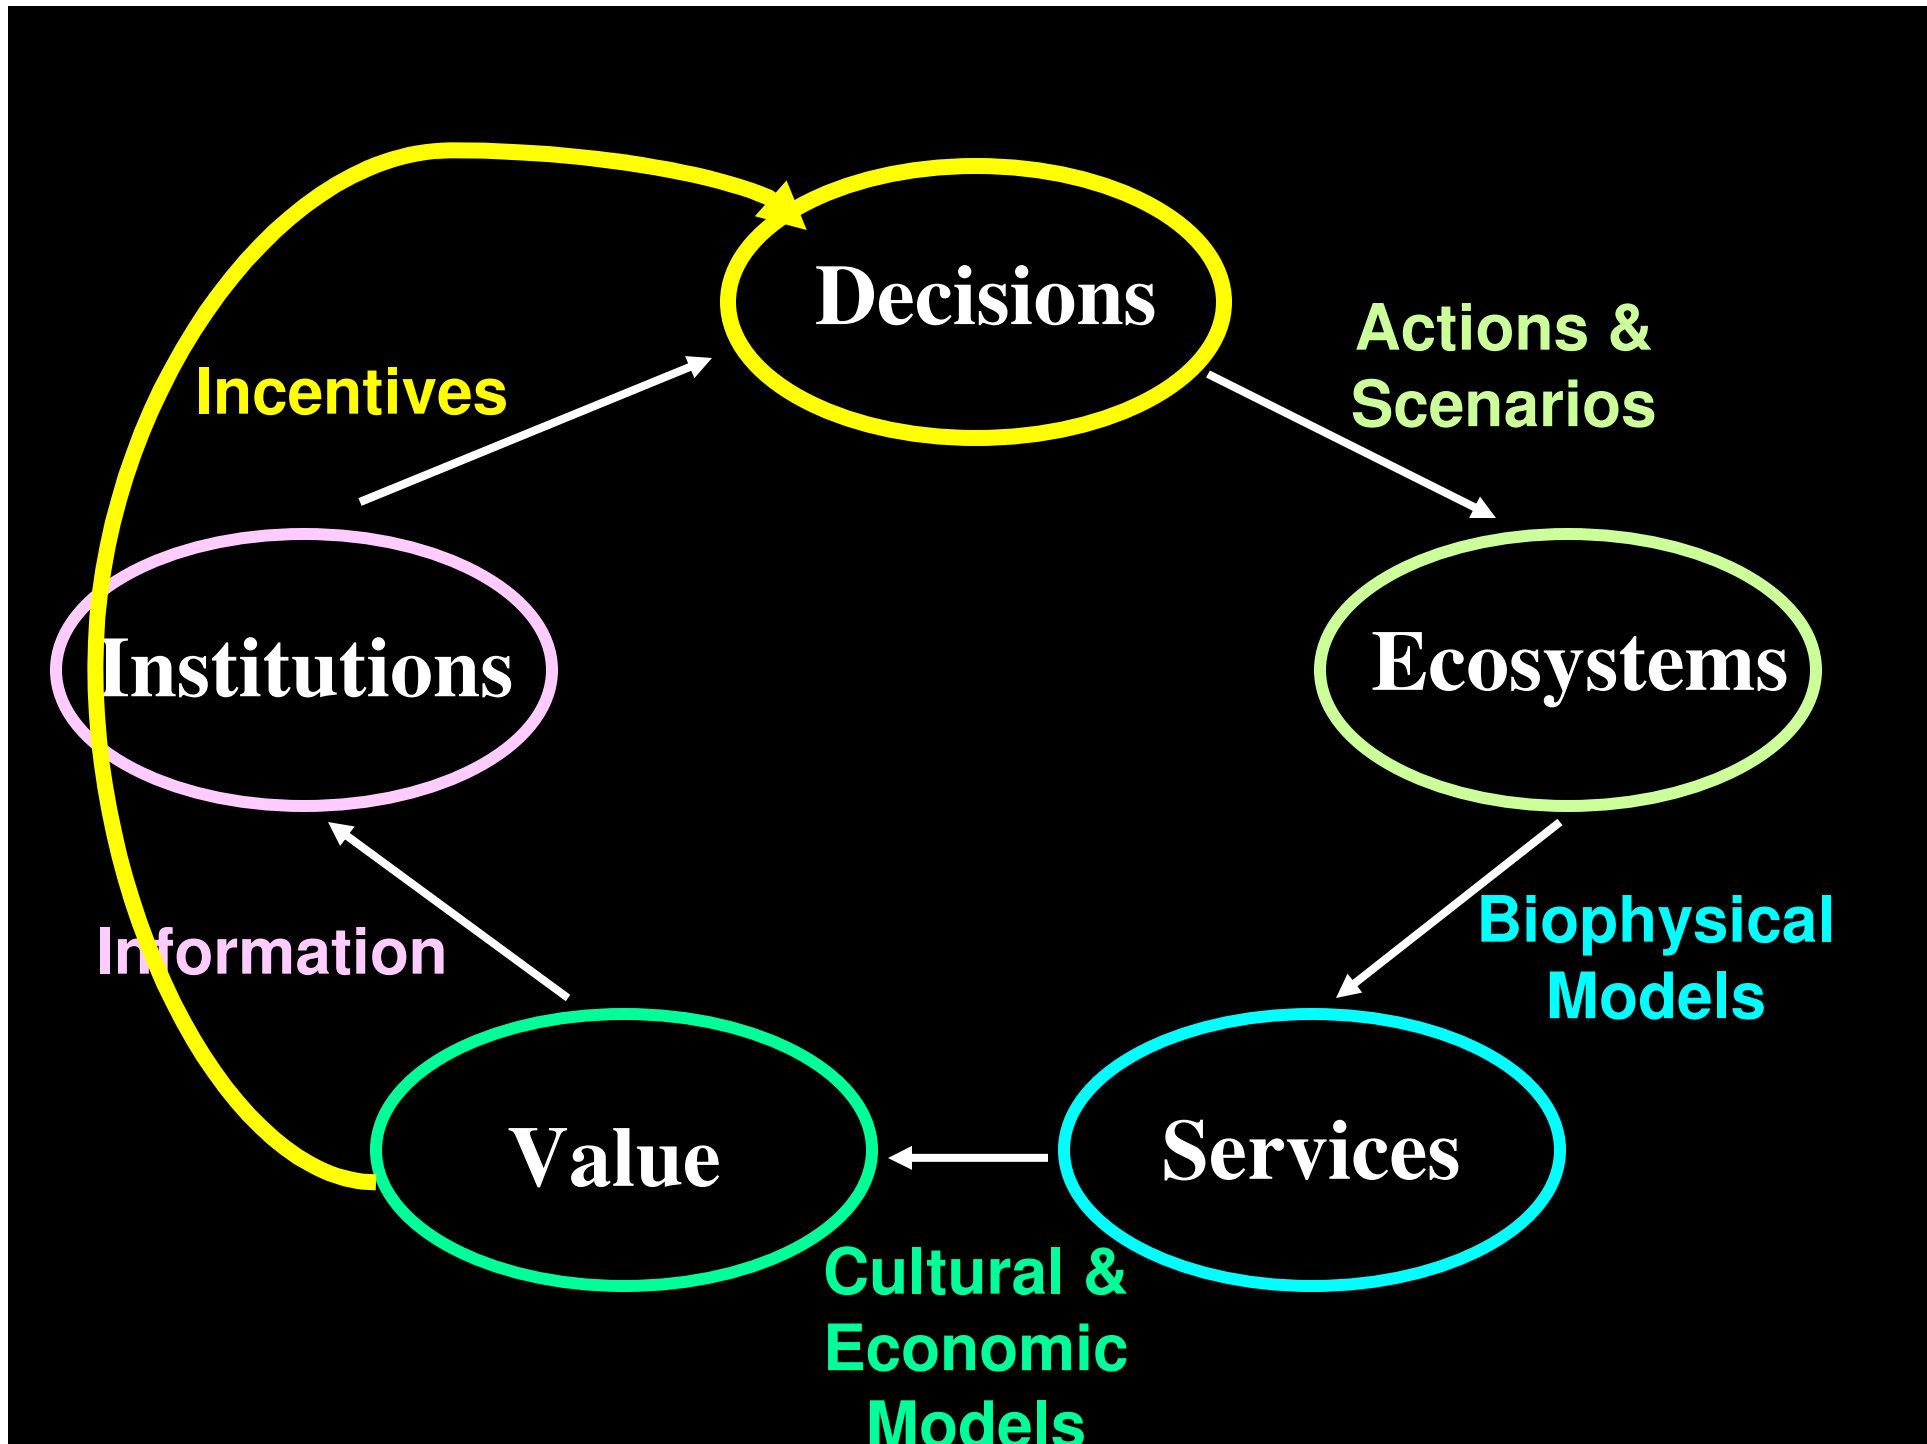 Decisions
Actions &
Scenarios
Incentives
Institutions
Ecosystems
Biophysical
Models
Information
Value
Services
Cultural &
Economic
Models